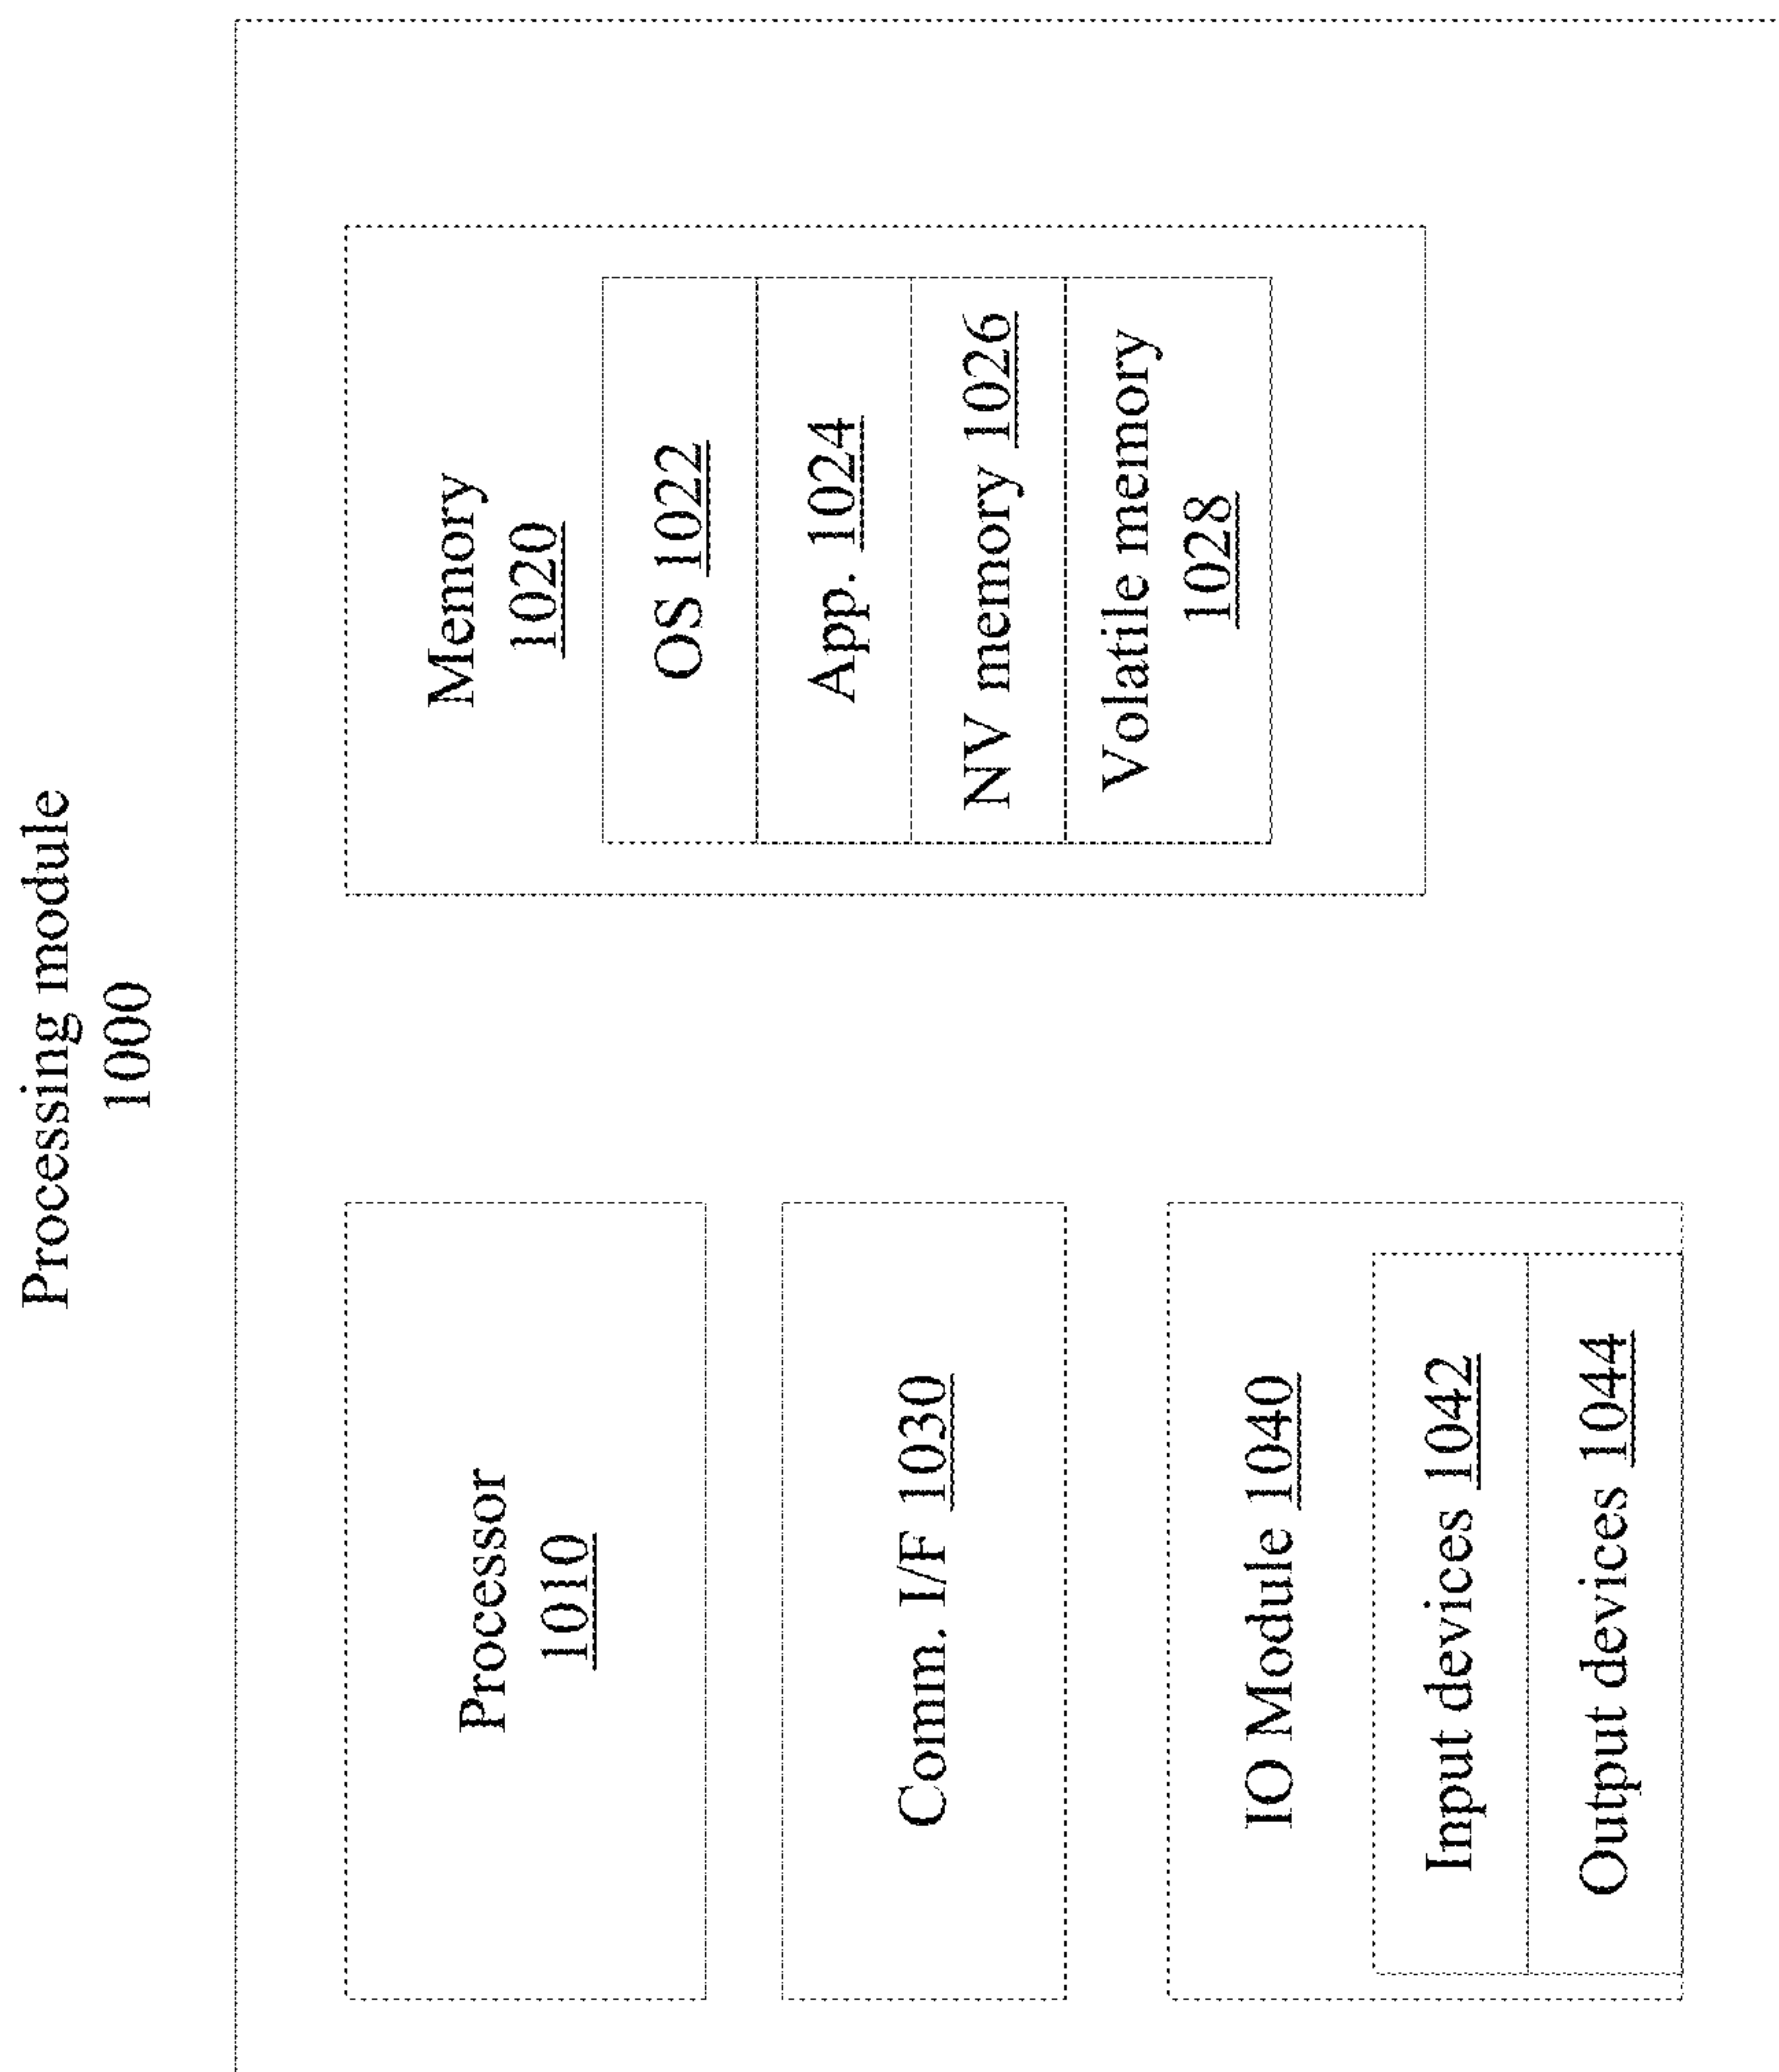 Processing module
1000
Processor
1010
Comm. I/F 1030
IO Module 1040
Input devices 1042
Output devices 1044
Memory
1020
OS 1022
App. 1024
NV memory 1026
Volatile memory
1028